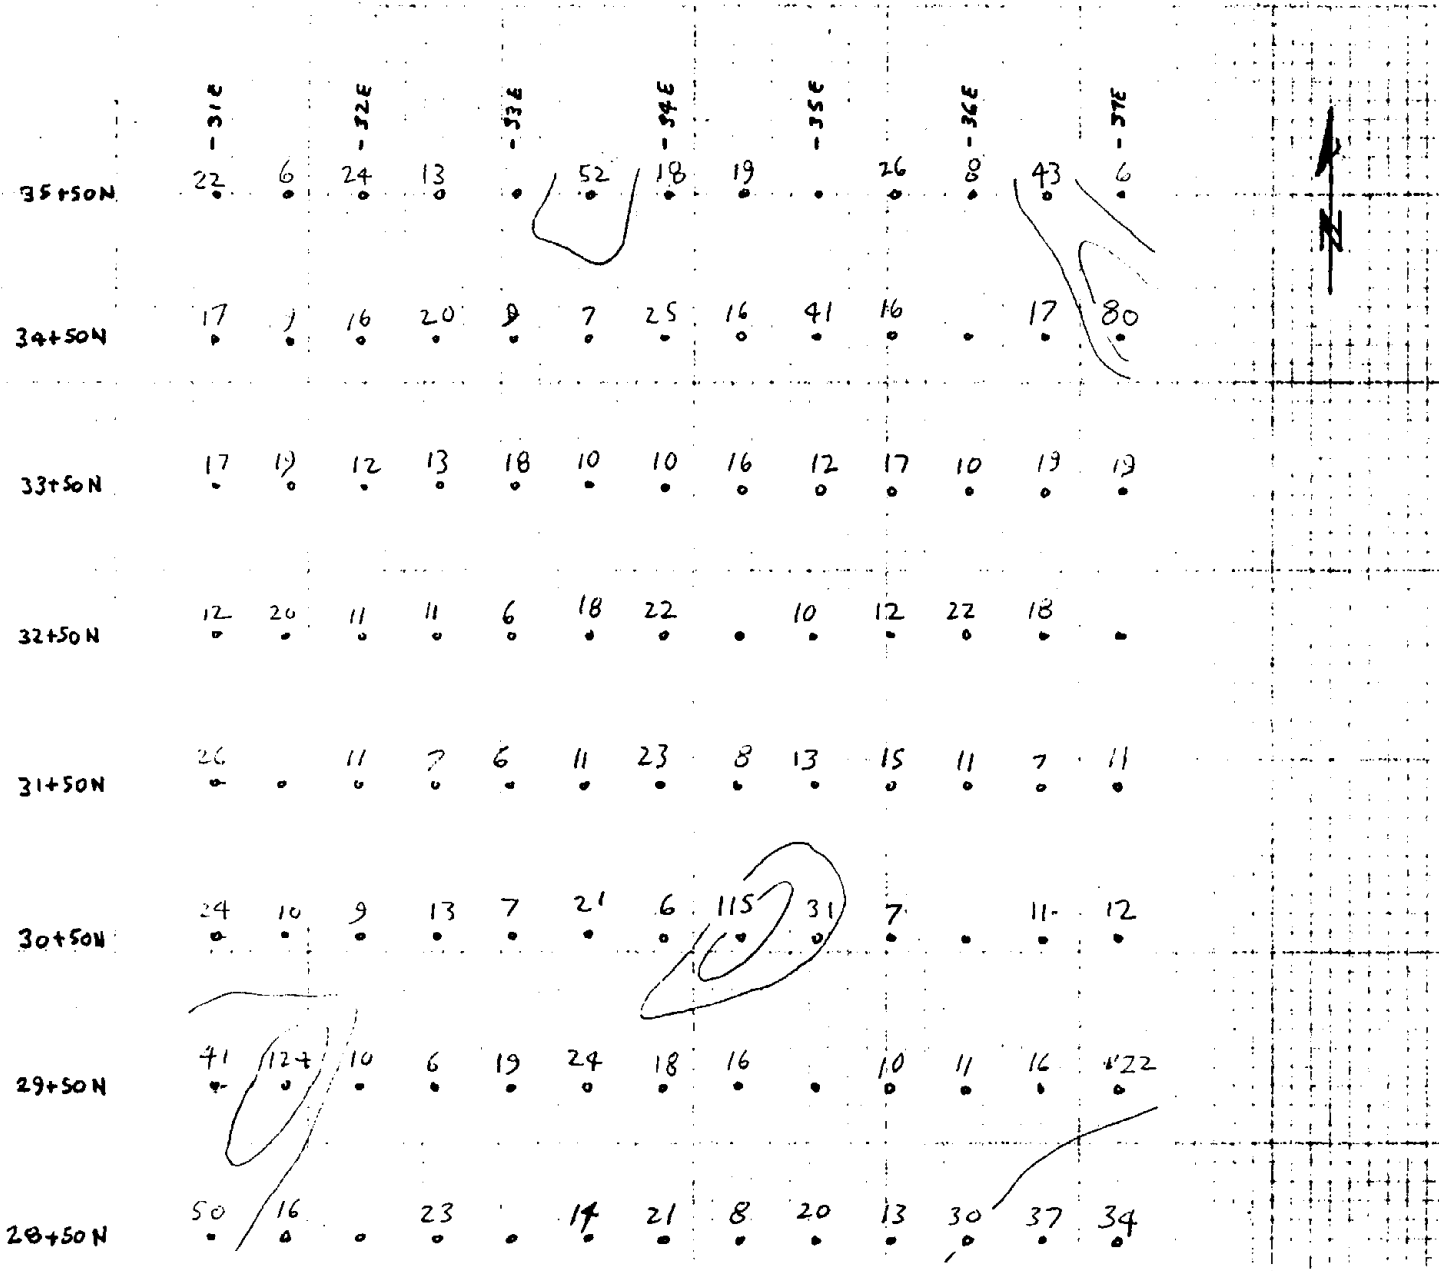 -31E -32E -33E -34E -35E -36E -37E
35+50N 22 6 24 13 52 18 19 26 8 43 6
N
34+50N 17 16 20 9 7 25 16 41 16 17 80
33+50N 17 19 12 13 18 10 10 16 12 17 10 19 19
32+50N 12 20 11 11 6 18 22 10 12 22 18
31+50N 26 11 7 6 11 23 8 13 15 11 7 11
30+50N 24 10 9 13 7 21 6 115 31 7 11 12
29+50N 41 10 6 19 24 18 16 10 11 16 22
28+50N 50 16 23 14 21 8 20 13 30 37 34